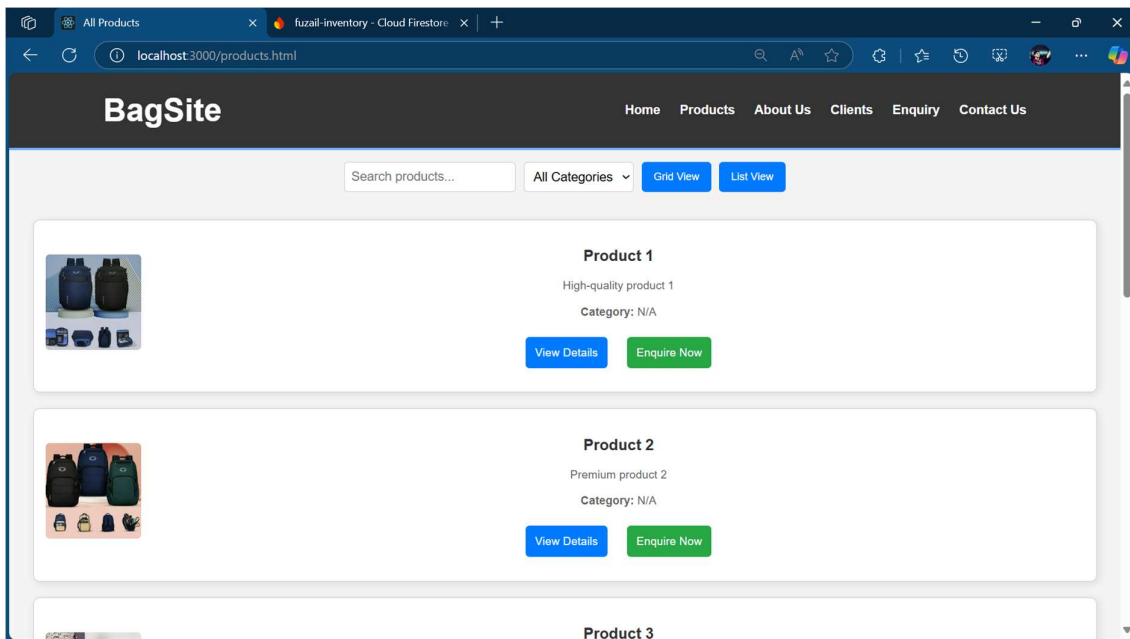 All Products
fuzail-inventory - Cloud Firestore
localhost:3000/products.html
BagSite
Home Products About Us Clients Enquiry Contact Us
Search products...
All Categories
Grid View
List View
Product 1
High-quality product 1
Category: N/A
View Details
Enquire Now
Product 2
Premium product 2
Category: N/A
View Details
Enquire Now
Product 3